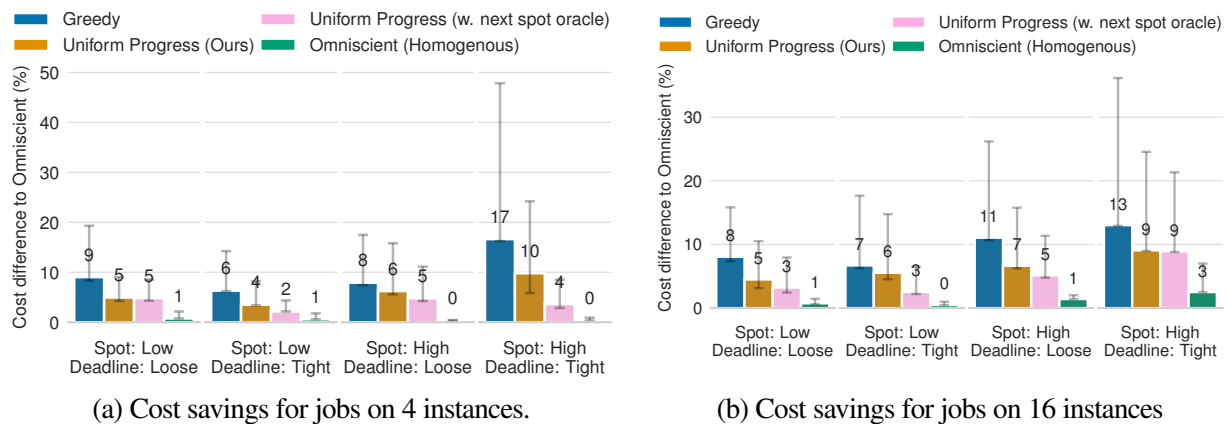 Greedy
Uniform Progress (w. next spot oracle)
Uniform Progress (Ours)
Omniscient (Homogenous)
Cost difference to Omniscient (%)
50
40
30
20
10
0
9 5 5 1
6 4 2 1
8 6 5 0
17 10 4 0
Spot: Low
Deadline: Loose
Spot: Low
Deadline: Tight
Spot: High
Deadline: Loose
Spot: High
Deadline: Tight
(a) Cost savings for jobs on 4 instances.
Greedy
Uniform Progress (w. next spot oracle)
Uniform Progress (Ours)
Omniscient (Homogenous)
Cost difference to Omniscient (%)
30
20
10
0
8 5 3 1
7 6 3 0
11 7 5 1
13 9 9 3
Spot: Low
Deadline: Loose
Spot: Low
Deadline: Tight
Spot: High
Deadline: Loose
Spot: High
Deadline: Tight
(b) Cost savings for jobs on 16 instances